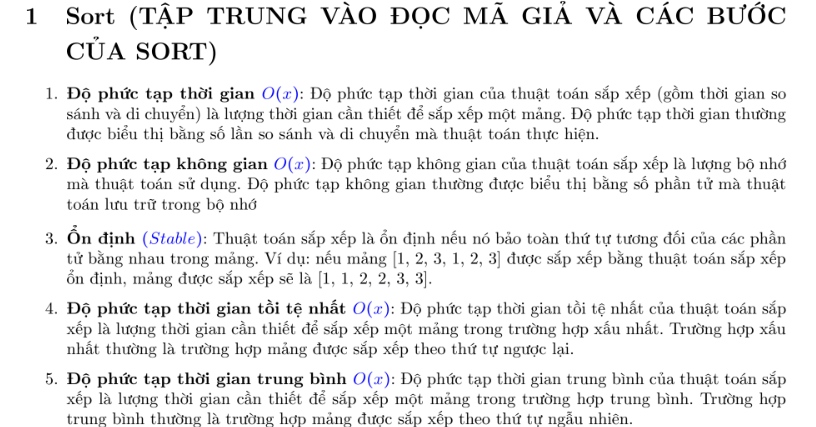 1 Sort (TẬP TRUNG VÀO ĐỌC MÃ GIẢ VÀ CÁC BƯỚC
CỦA SORT)
1. Độ phức tạp thời gian O(x): Độ phức tạp thời gian của thuật toán sắp xếp (gồm thời gian so
sánh và di chuyển) là lượng thời gian cần thiết để sắp xếp một mảng. Độ phức tạp thời gian thường
được biểu thị bằng số lần so sánh và di chuyển mà thuật toán thực hiện.
2. Độ phức tạp không gian O(x): Độ phức tạp không gian của thuật toán sắp xếp là lượng bộ nhớ
mà thuật toán sử dụng. Độ phức tạp không gian thường được biểu thị bằng số phần tử mà thuật
toán lưu trữ trong bộ nhớ
3. Ổn định (Stable): Thuật toán sắp xếp là ổn định nếu nó bảo toàn thứ tự tương đối của các phần
tử bằng nhau trong mảng. Ví dụ: nếu mảng [1, 2, 3, 1, 2, 3] được sắp xếp bằng thuật toán sắp xếp
ổn định, mảng được sắp xếp sẽ là [1, 1, 2, 2, 3, 3].
4. Độ phức tạp thời gian tồi tệ nhất O(x): Độ phức tạp thời gian tồi tệ nhất của thuật toán sắp
xếp là lượng thời gian cần thiết để sắp xếp một mảng trong trường hợp xấu nhất. Trường hợp xấu
nhất thường là trường hợp mảng được sắp xếp theo thứ tự ngược lại.
5. Độ phức tạp thời gian trung bình O(x): Độ phức tạp thời gian trung bình của thuật toán sắp
xếp là lượng thời gian cần thiết để sắp xếp một mảng trong trường hợp trung bình. Trường hợp
trung bình thường là trường hợp mảng được sắp xếp theo thứ tự ngẫu nhiên.